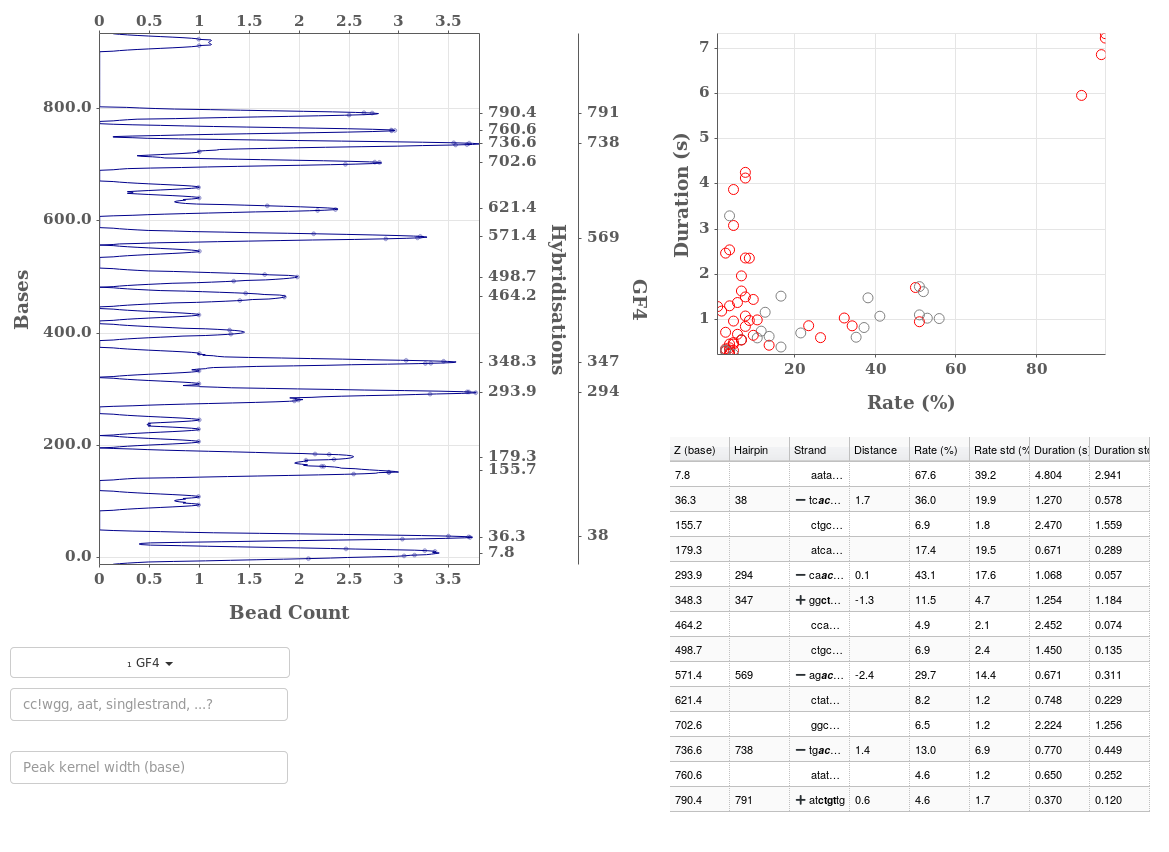 0 0.5 1 1.5 2 2.5 3 3.5
800.0
600.0
400.0
200.0
0.0
Bases
0 0.5 1 1.5 2 2.5 3 3.5
Bead Count
790.4
760.6
736.6
702.6
621.4
571.4
498.7
464.2
348.3
293.9
179.3
155.7
36.3
7.8
Hybridisations
791
738
569
347
294
38
GF4
7
6
5
4
3
2
1
Duration (s)
20 40 60 80
Rate (%)
₁ GF4
cc!wgg, aat, singlestrand, ...?
Peak kernel width (base)
Z (base) Hairpin Strand Distance Rate (%) Rate std (% Duration (s Duration std
7.8 aata… 67.6 39.2 4.804 2.941
36.3 38 − tcac… 1.7 36.0 19.9 1.270 0.578
155.7 ctgc… 6.9 1.8 2.470 1.559
179.3 atca… 17.4 19.5 0.671 0.289
293.9 294 − caac… 0.1 43.1 17.6 1.068 0.057
348.3 347 + ggct… -1.3 11.5 4.7 1.254 1.184
464.2 cca… 4.9 2.1 2.452 0.074
498.7 ctgc… 6.9 2.4 1.450 0.135
571.4 569 − agac… -2.4 29.7 14.4 0.671 0.311
621.4 ctat… 8.2 1.2 0.748 0.229
702.6 ggc… 6.5 1.2 2.224 1.256
736.6 738 − tgac… 1.4 13.0 6.9 0.770 0.449
760.6 atat… 4.6 1.2 0.650 0.252
790.4 791 + atctgttg 0.6 4.6 1.7 0.370 0.120